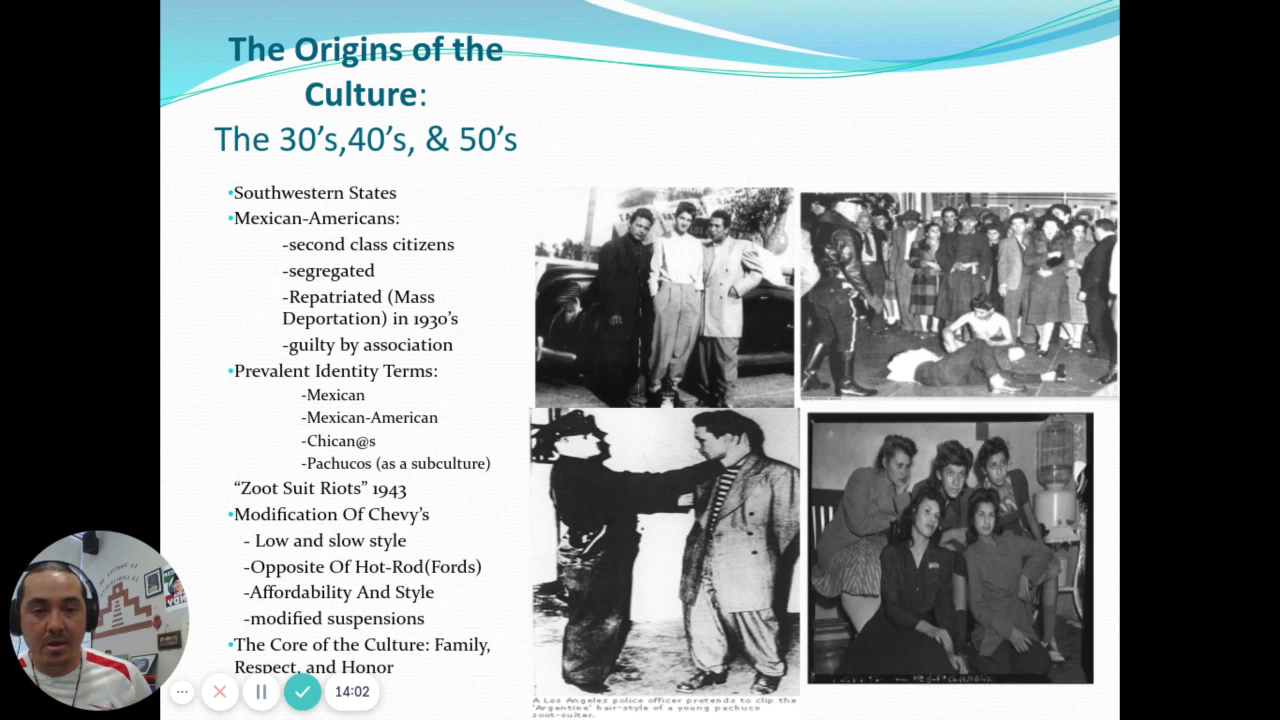 The Origins of the
Culture:
The 30's,40's, & 50's
•Southwestern States
•Mexican-Americans:
-second class citizens
-segregated
-Repatriated (Mass
Deportation) in 1930's
-guilty by association
•Prevalent Identity Terms:
-Mexican
-Mexican-American
-Chican@s
-Pachucos (as a subculture)
“Zoot Suit Riots” 1943
•Modification Of Chevy's
- Low and slow style
-Opposite Of Hot-Rod(Fords)
-Affordability And Style
-modified suspensions
•The Core of the Culture: Family,
Respect, and Honor
A Los Angeles police officer pretends to clip the
'Argentine' hair-style of a young pachuco
zoot-suiter.
14:02